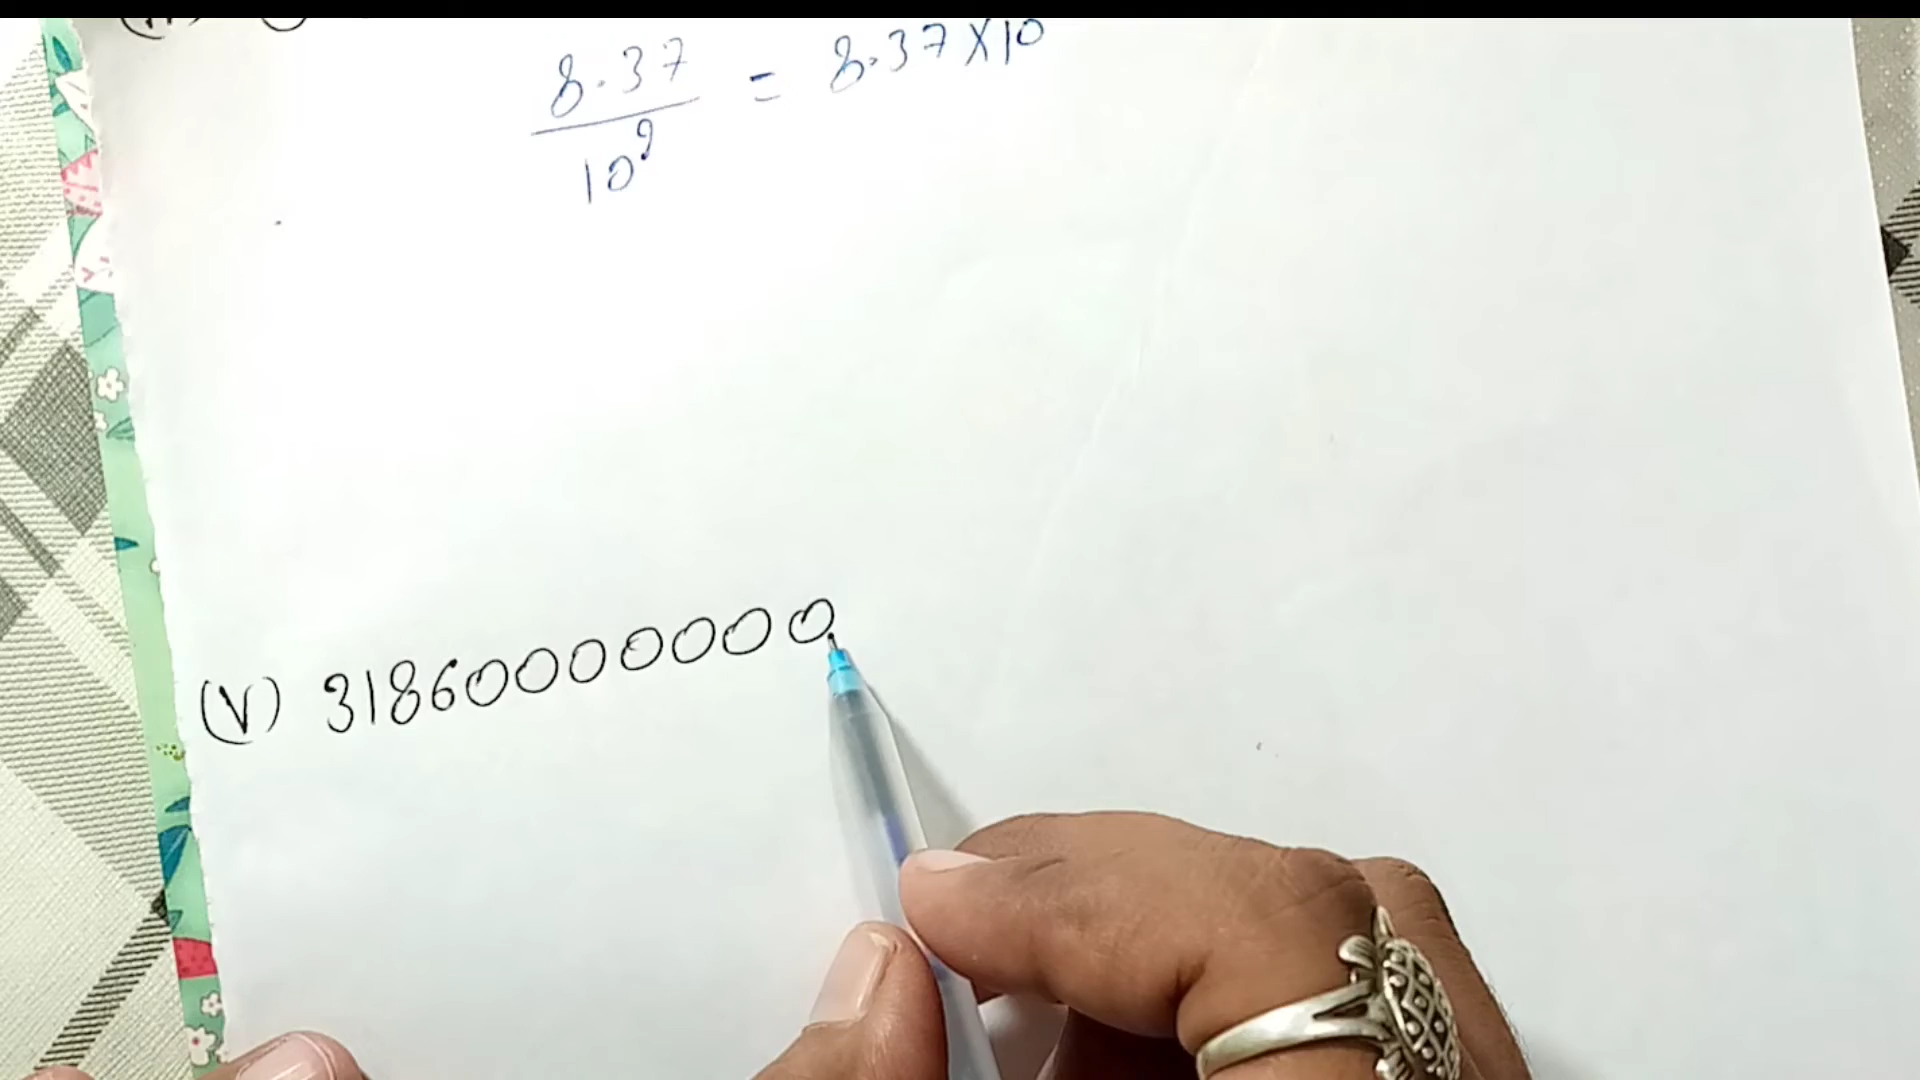 8.37 = 8.37 X 10
10⁹
(V) 31860000000